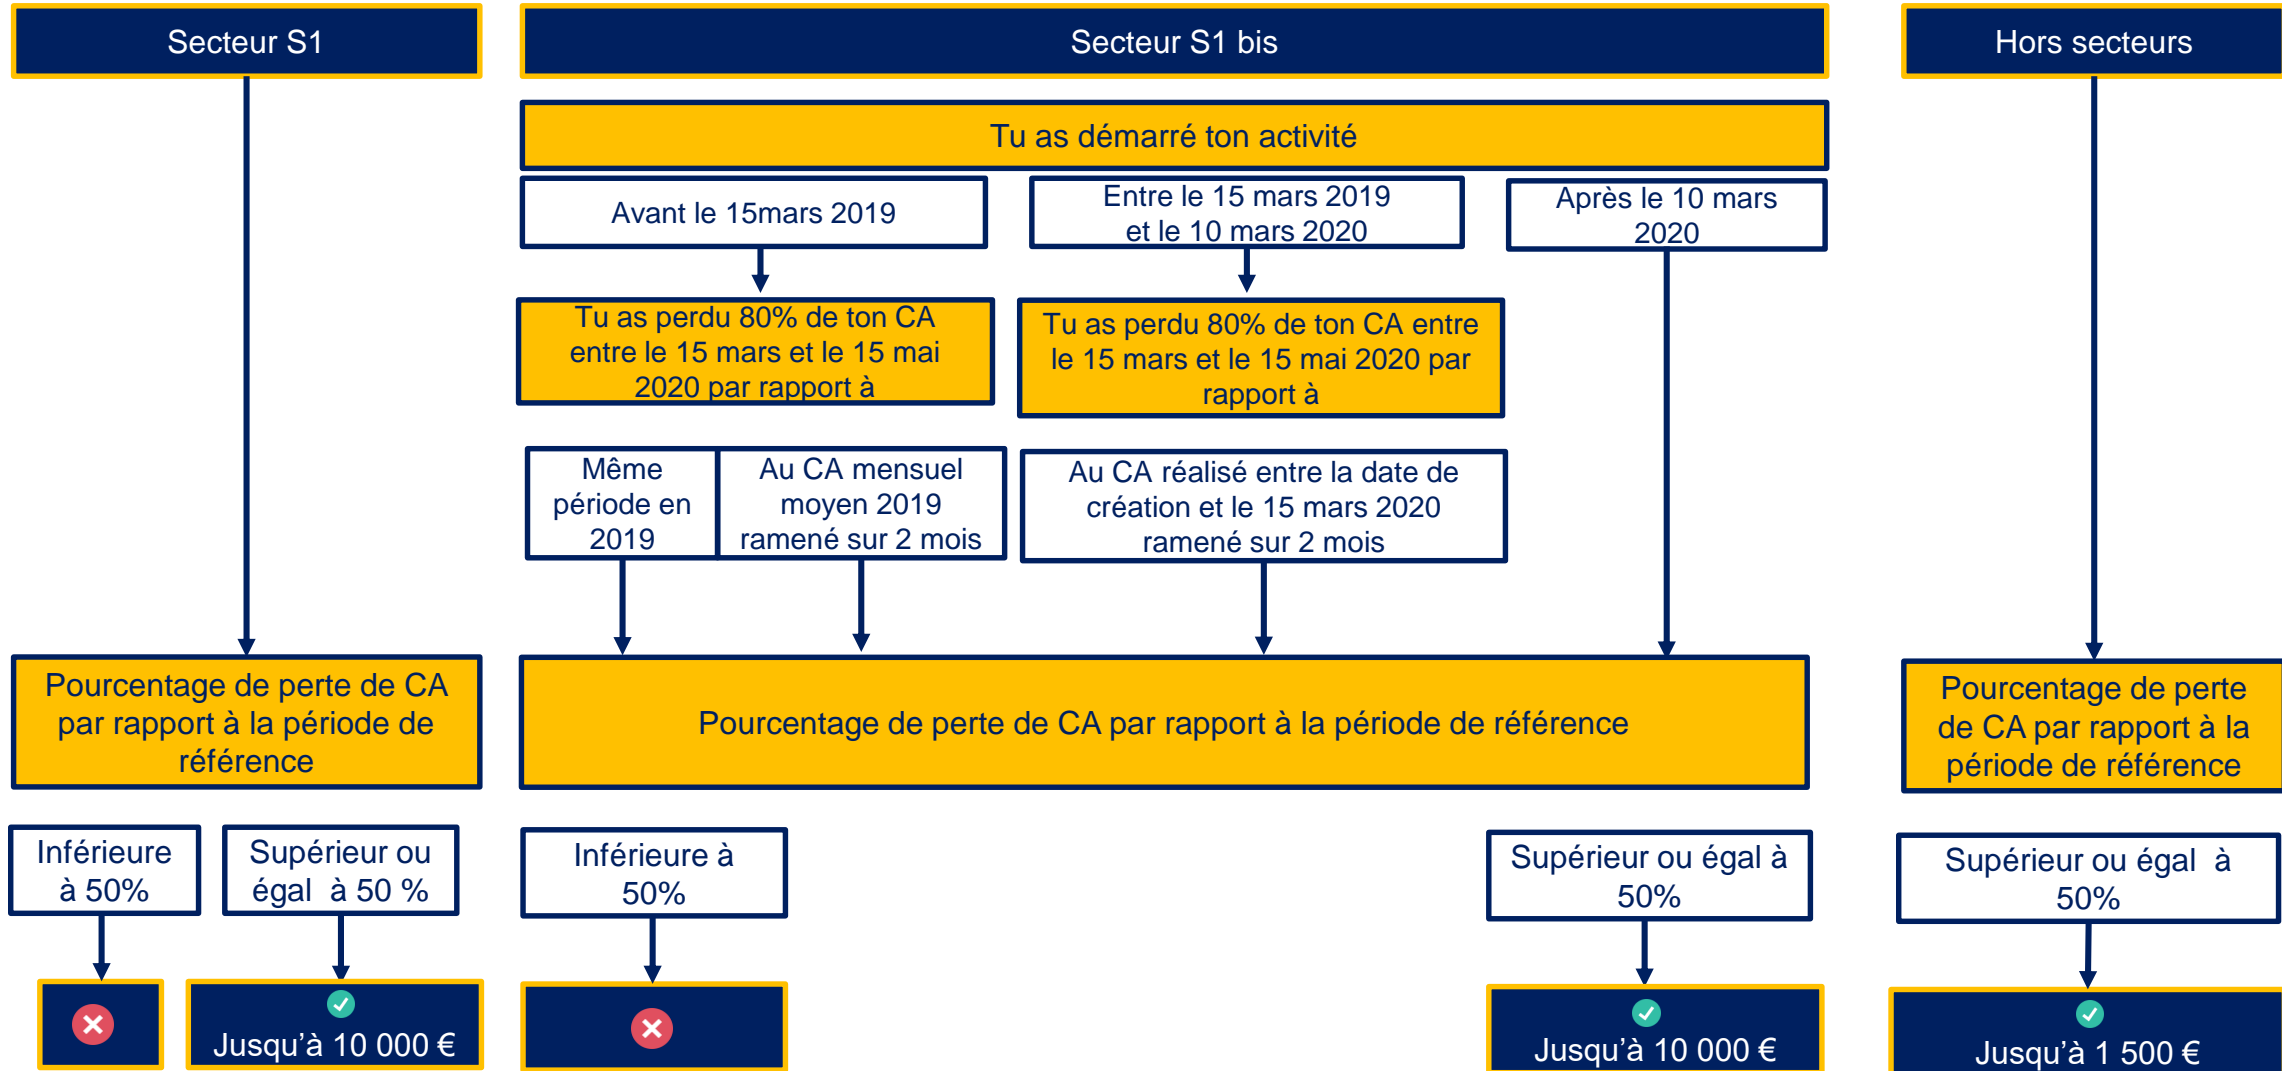 Secteur S1
Secteur S1 bis
Hors secteurs
Tu as démarré ton activité
Avant le 15mars 2019
Entre le 15 mars 2019
et le 10 mars 2020
Après le 10 mars
2020
Tu as perdu 80% de ton CA
entre le 15 mars et le 15 mai
2020 par rapport à
Tu as perdu 80% de ton CA entre
le 15 mars et le 15 mai 2020 par
rapport à
Même
période en
2019
Au CA mensuel
moyen 2019
ramené sur 2 mois
Au CA réalisé entre la date de
création et le 15 mars 2020
ramené sur 2 mois
Pourcentage de perte de CA
par rapport à la période de
référence
Pourcentage de perte de CA par rapport à la période de référence
Pourcentage de perte
de CA par rapport à la
période de référence
Inférieure
à 50%
Supérieur ou
égal à 50 %
Inférieure à
50%
Supérieur ou égal à
50%
Supérieur ou égal à
50%
Jusqu’à 10 000 €
Jusqu’à 10 000 €
Jusqu’à 1 500 €